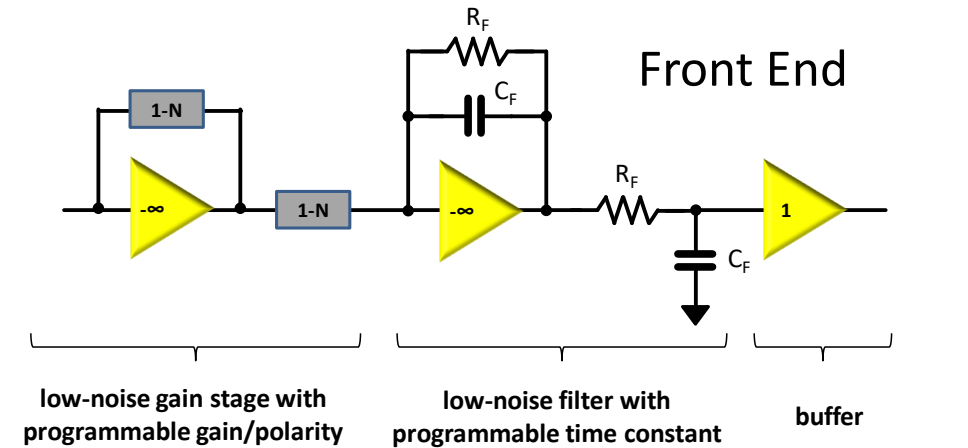 Front End
R_F
C_F
1-N
-∞
1-N
-∞
R_F
C_F
1
low-noise gain stage with
programmable gain/polarity
low-noise filter with
programmable time constant
buffer